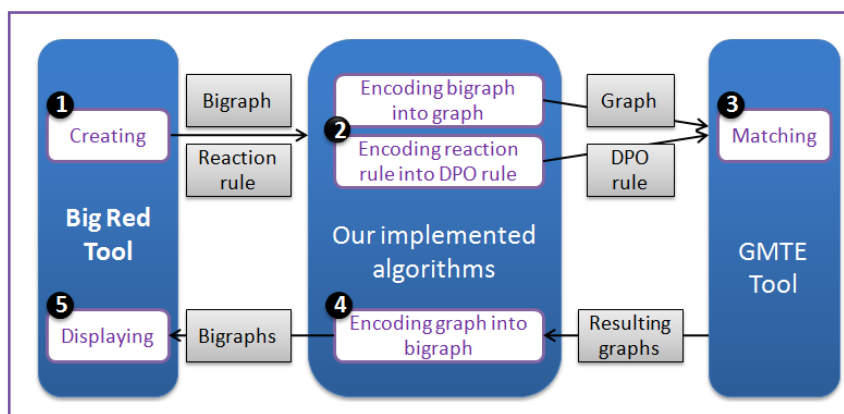 1
Creating
Big Red
Tool
5
Displaying
Bigraph
Reaction
rule
Bigraphs
Encoding bigraph
into graph
2
Encoding reaction
rule into DPO rule
Our implemented
algorithms
4
Encoding graph into
bigraph
Graph
DPO
rule
Resulting
graphs
3
Matching
GMTE
Tool